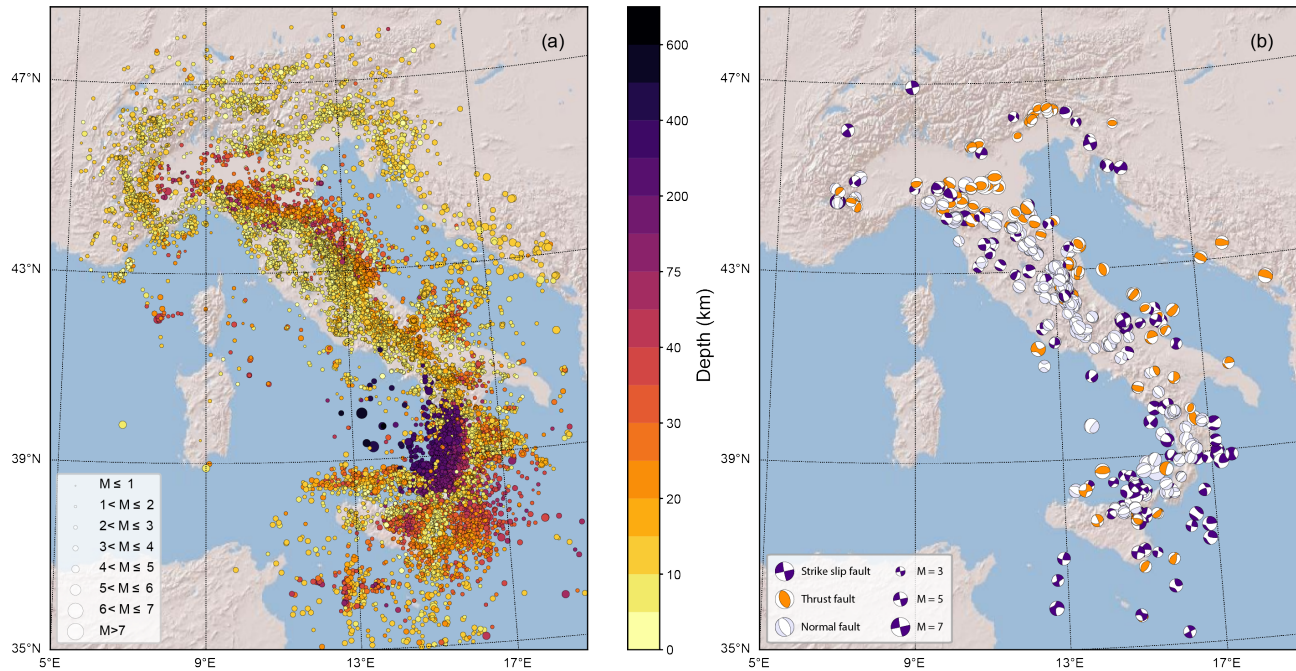 (a)
47°N
43°N
39°N
35°N
5°E
9°E
13°E
17°E
M ≤ 1
1< M ≤ 2
2< M ≤ 3
3< M ≤ 4
4< M ≤ 5
5< M ≤ 6
6< M ≤ 7
M>7
600
400
200
75
40
30
20
10
0
Depth (km)
(b)
47°N
43°N
39°N
35°N
5°E
9°E
13°E
17°E
Strike slip fault
M = 3
Thrust fault
M = 5
Normal fault
M = 7